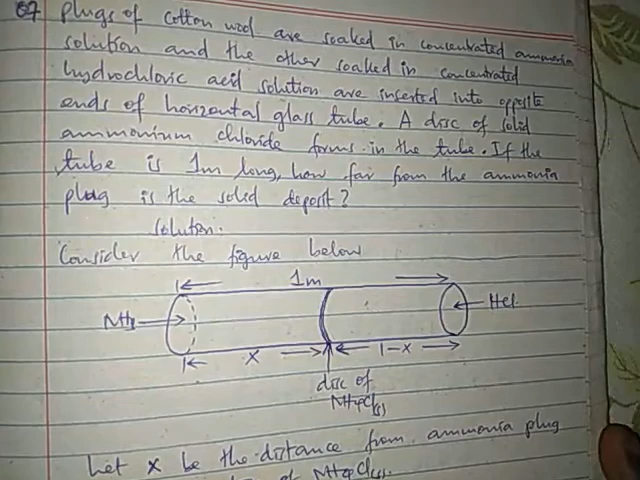 07 plugs of cotton wool are soaked in concentrated ammonia
solution and the other soaked in concentrated
hydrochloric acid solution are inserted into opposite
ends of horizontal glass tube. A disc of solid
ammonium chloride forms in the tube. If the
tube is 1m long, how far from the ammonia
plug is the solid deposit?
solution.
Consider the figure below
1m
NH3
HCl
x
1-x
disc of
NH4Cl(s)
Let x be the distance from ammonia plug
of NH4Cl(s).